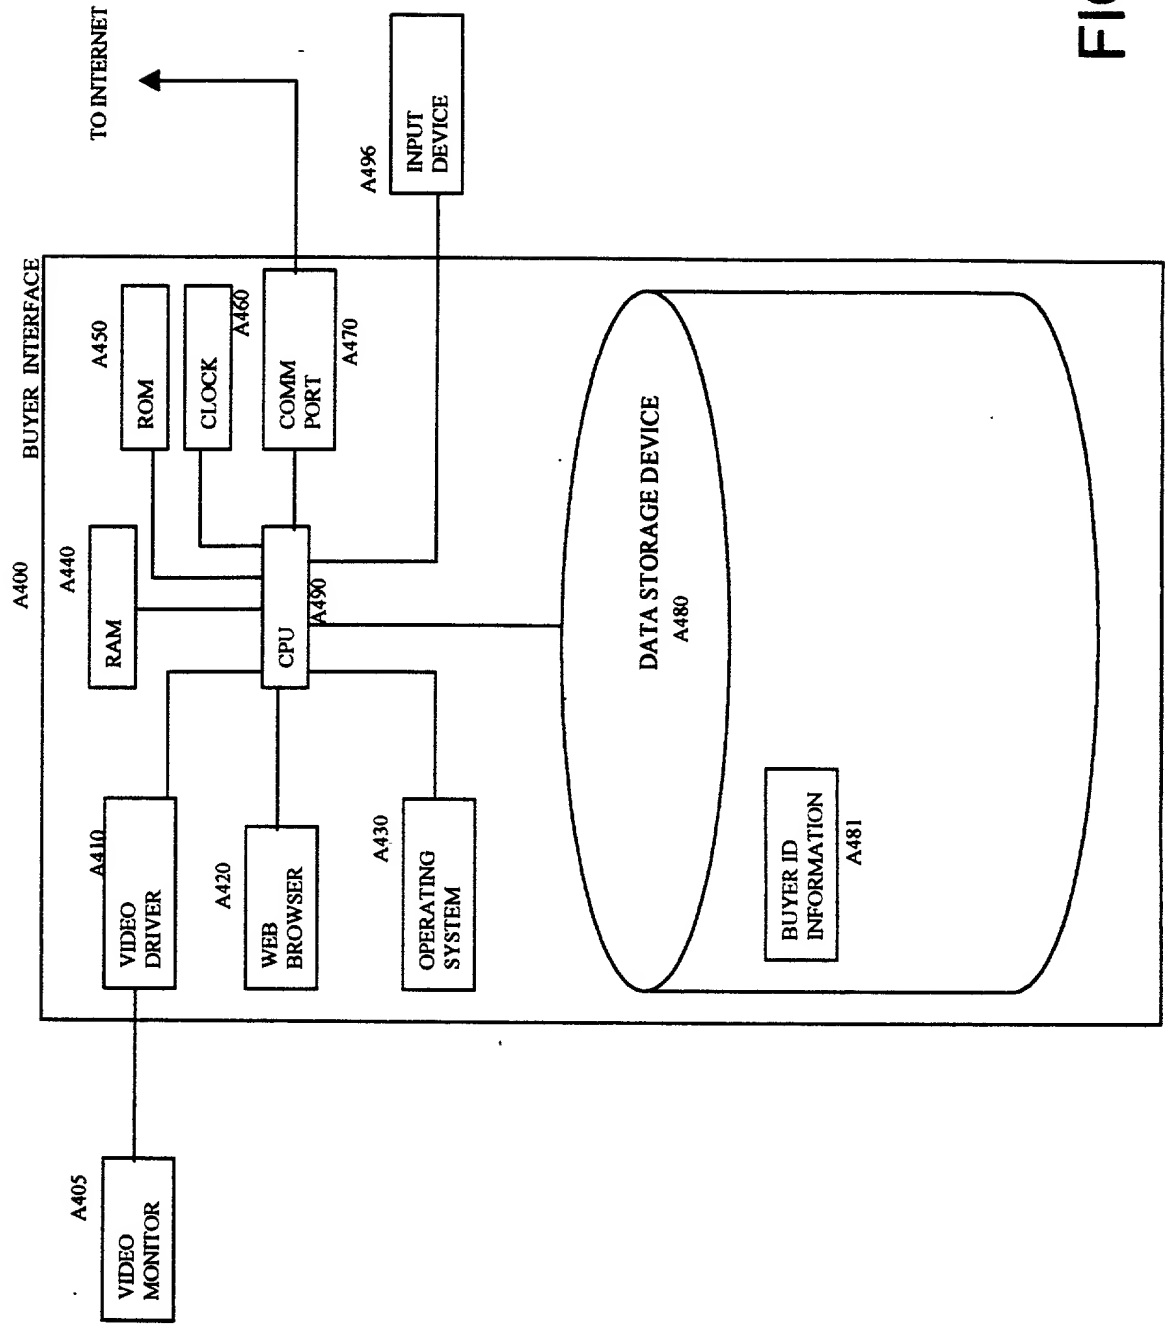 A400
BUYER INTERFACE
TO INTERNET
A405
VIDEO
MONITOR
A410
VIDEO
DRIVER
A440
RAM
A450
ROM
A420
WEB
BROWSER
CPU
A490
CLOCK
A460
COMM
PORT
A470
A496
INPUT
DEVICE
A430
OPERATING
SYSTEM
DATA STORAGE DEVICE
A480
BUYER ID
INFORMATION
A481